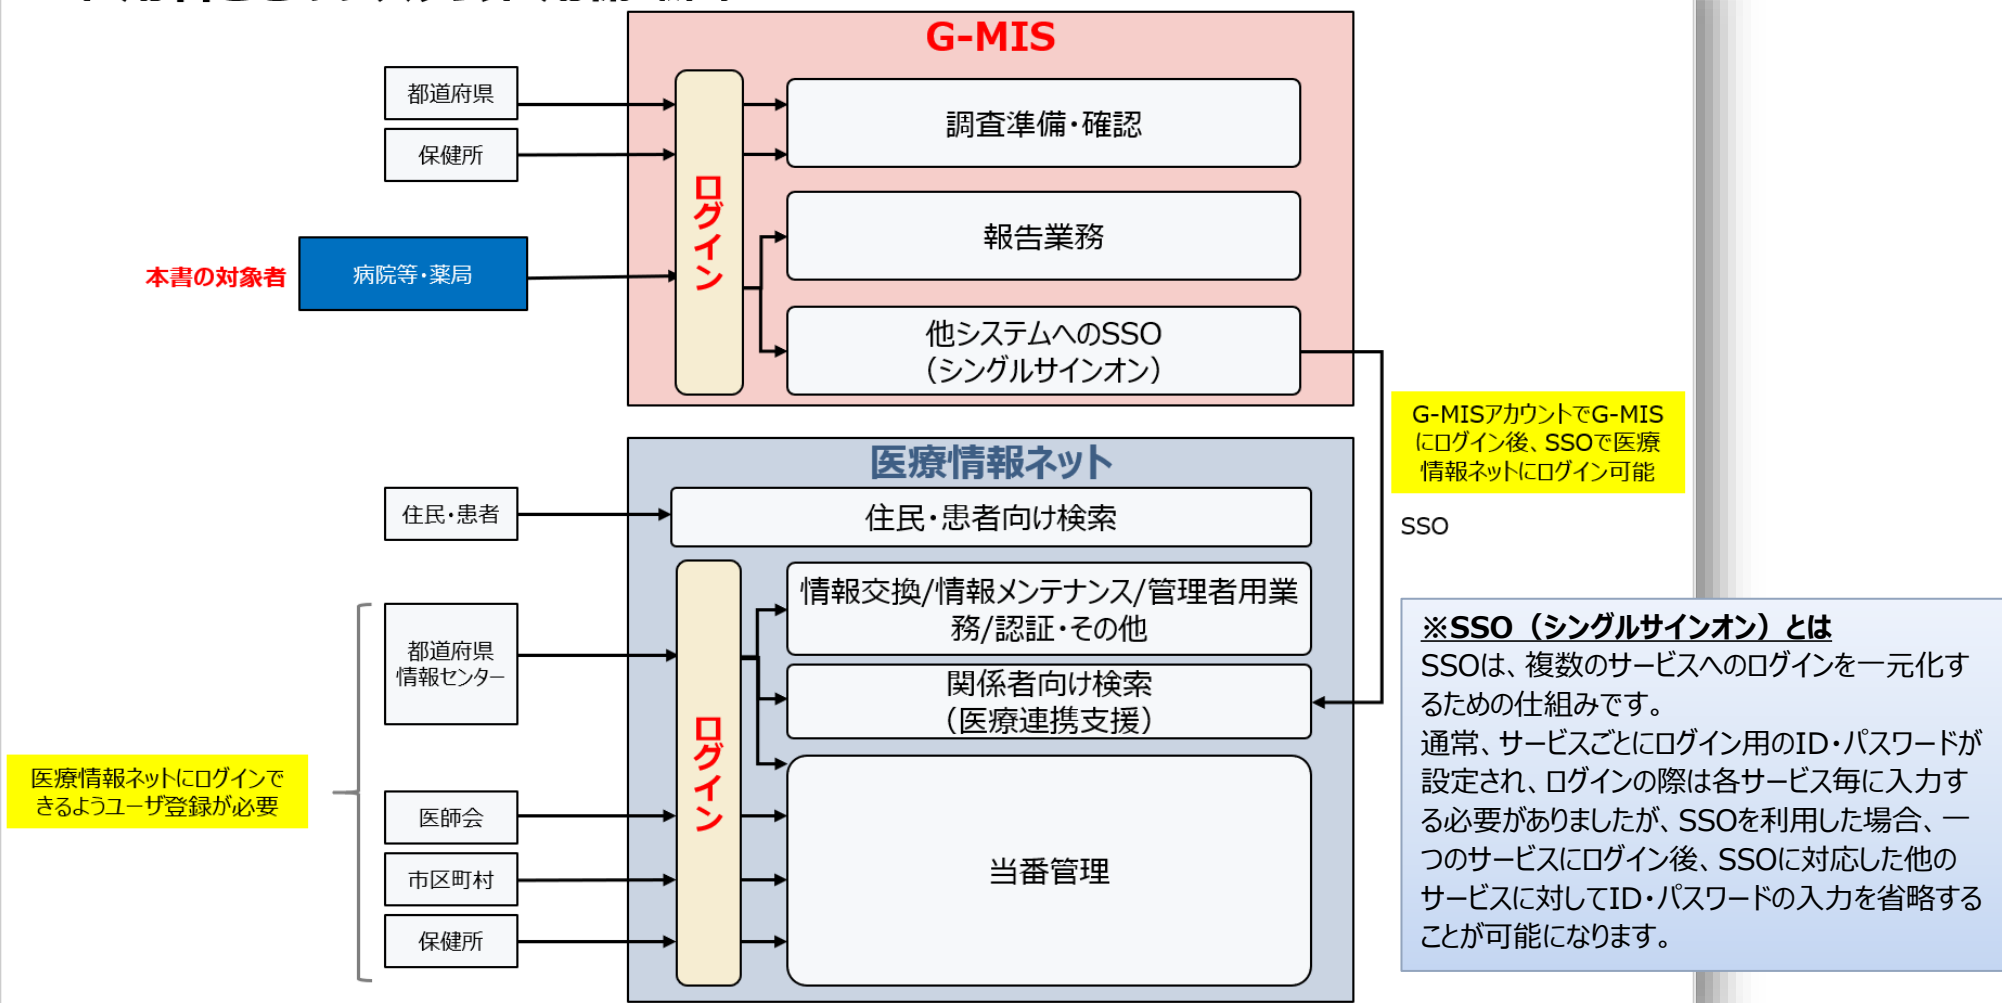 G-MIS
都道府県
調査準備・確認
保健所
ログイン
報告業務
本書の対象者
病院等・薬局
他システムへのSSO
（シングルサインオン）
G-MISアカウントでG-MIS
にログイン後、SSOで医療
情報ネットにログイン可能
SSO
医療情報ネット
住民・患者
住民・患者向け検索
情報交換/情報メンテナンス/管理者用業
務/認証・その他
都道府県
情報センター
関係者向け検索
（医療連携支援）
ログイン
医療情報ネットにログインで
きるようユーザ登録が必要
医師会
市区町村
保健所
当番管理
※SSO（シングルサインオン）とは
SSOは、複数のサービスへのログインを一元化す
るための仕組みです。
通常、サービスごとにログイン用のID・パスワードが
設定され、ログインの際は各サービス毎に入力す
る必要がありましたが、SSOを利用した場合、一
つのサービスにログイン後、SSOに対応した他の
サービスに対してID・パスワードの入力を省略する
ことが可能になります。